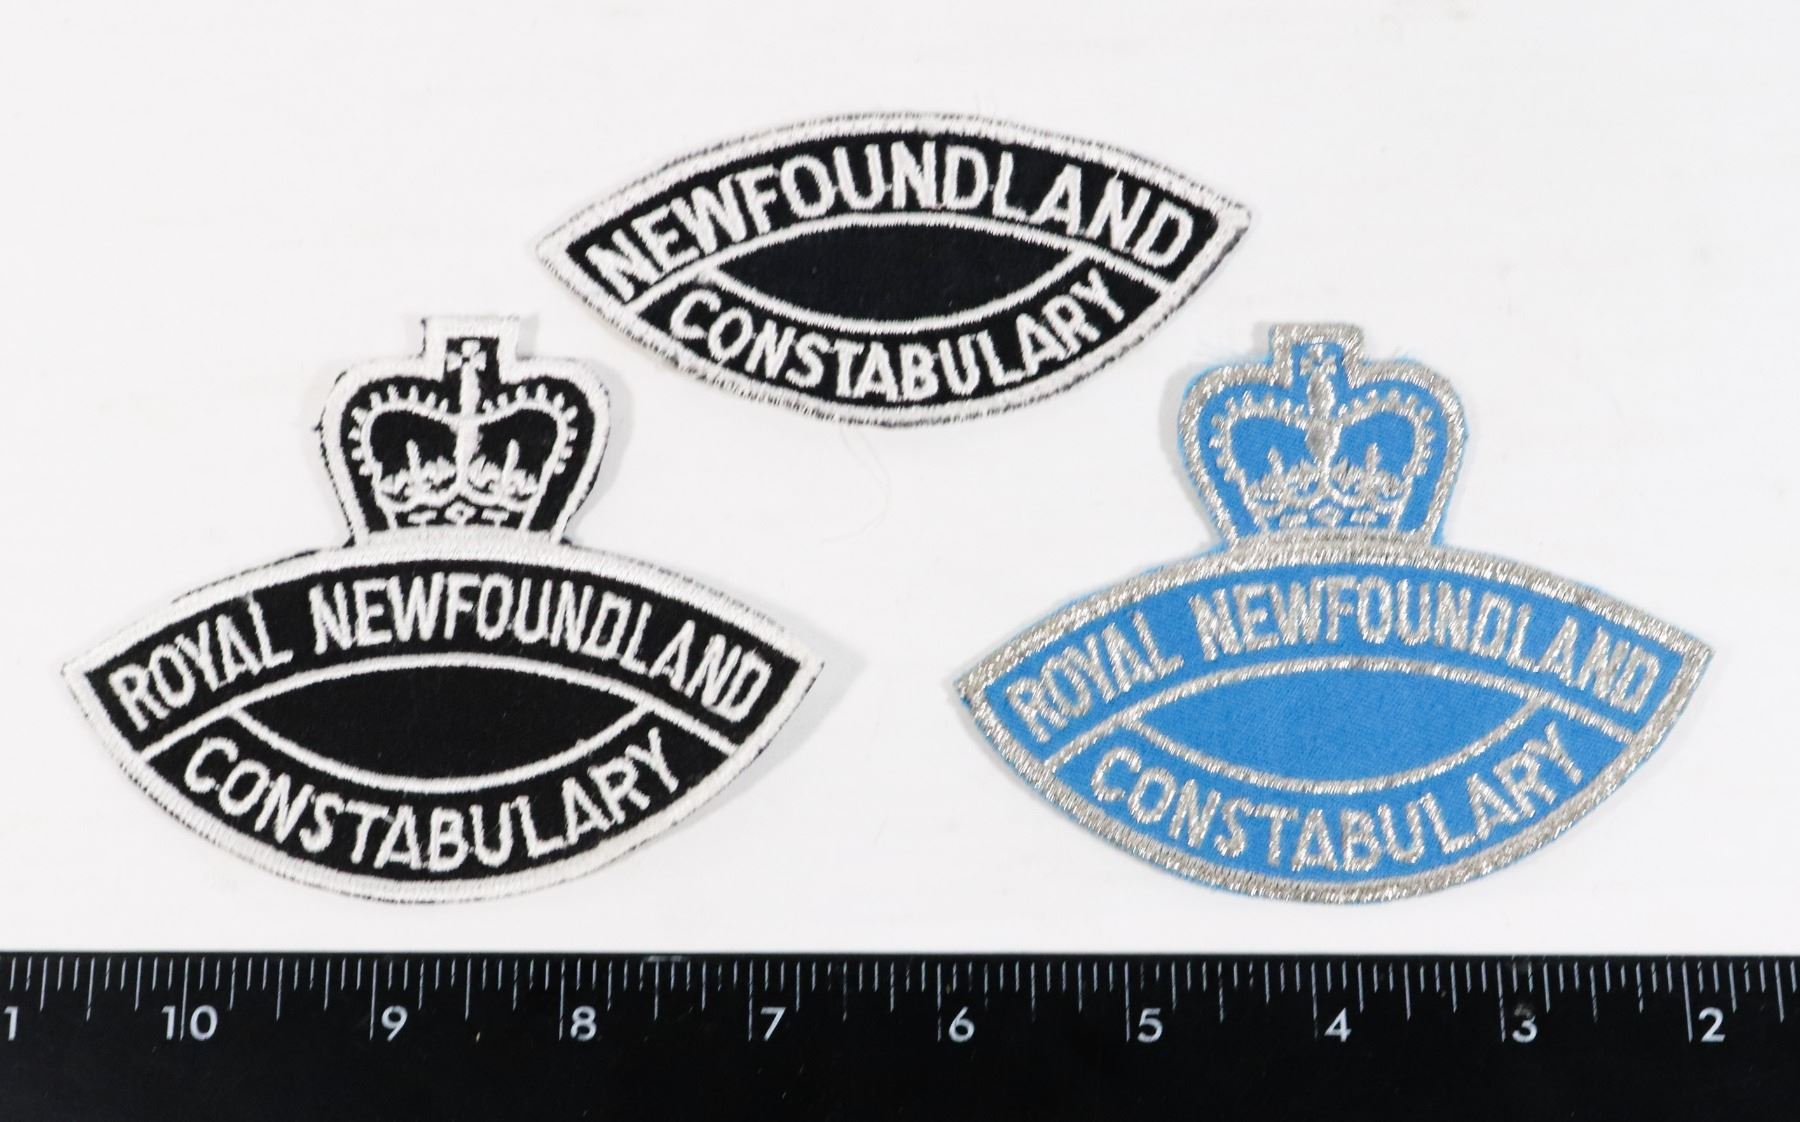 NEWFOUNDLAND
CONSTABULARY
ROYAL NEWFOUNDLAND
CONSTABULARY
ROYAL NEWFOUNDLAND
CONSTABULARY
1 10 9 8 7 6 5 4 3 2